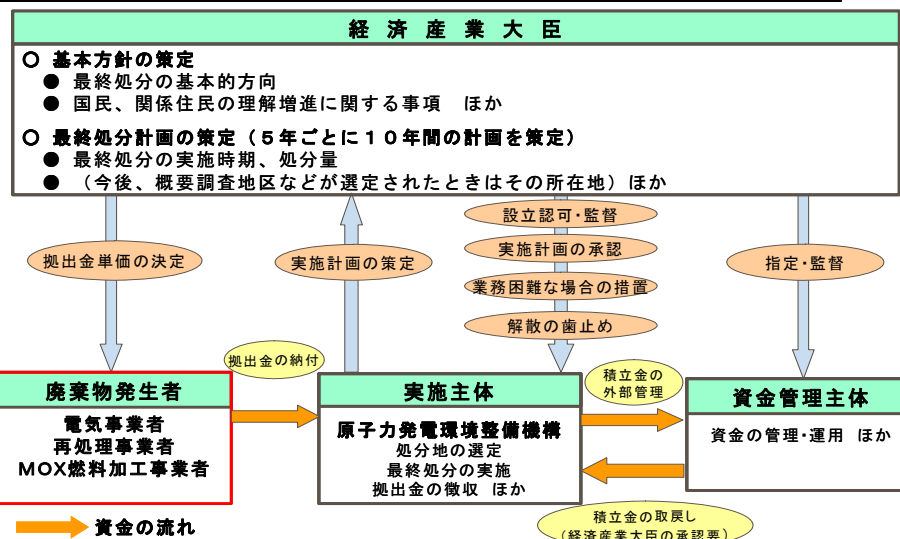 経済産業大臣
○ 基本方針の策定
● 最終処分の基本的方向
● 国民、関係住民の理解増進に関する事項 ほか
○ 最終処分計画の策定（５年ごとに１０年間の計画を策定）
● 最終処分の実施時期、処分量
● （今後、概要調査地区などが選定されたときはその所在地）ほか
拠出金単価の決定
実施計画の策定
設立認可・監督
実施計画の承認
業務困難な場合の措置
解散の歯止め
指定・監督
拠出金の納付
積立金の
外部管理
廃棄物発生者
電気事業者
再処理事業者
MOX燃料加工事業者
実施主体
原子力発電環境整備機構
処分地の選定
最終処分の実施
拠出金の徴収 ほか
資金管理主体
資金の管理・運用 ほか
積立金の取戻し
（経済産業大臣の承認要）
資金の流れ